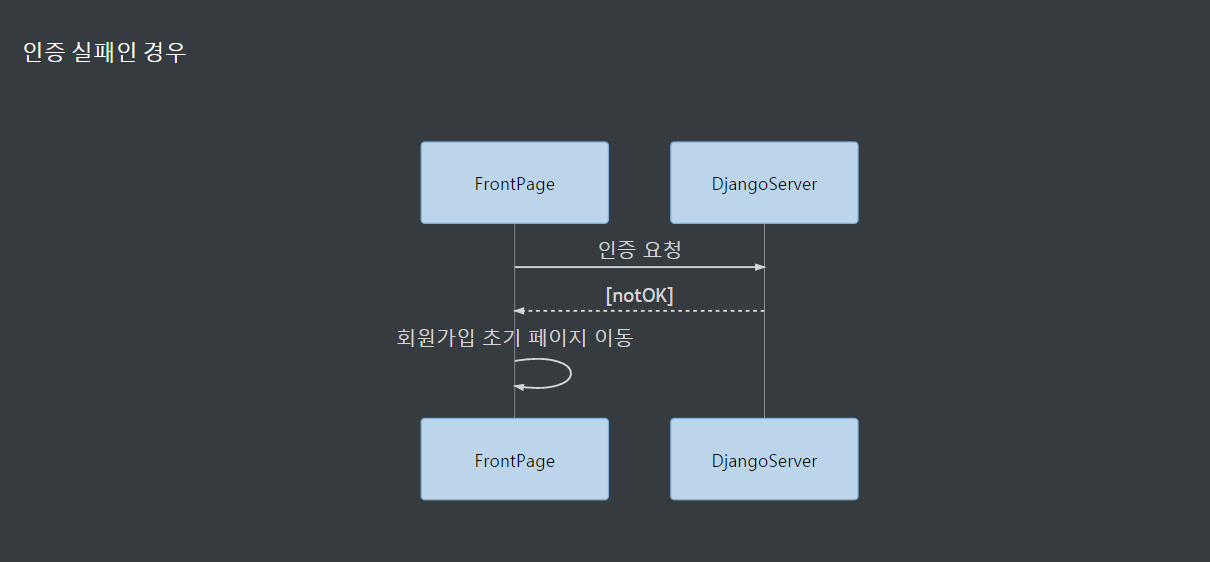 인증 실패인 경우
FrontPage
DjangoServer
인증 요청
[notOK]
회원가입 초기 페이지 이동
FrontPage
DjangoServer